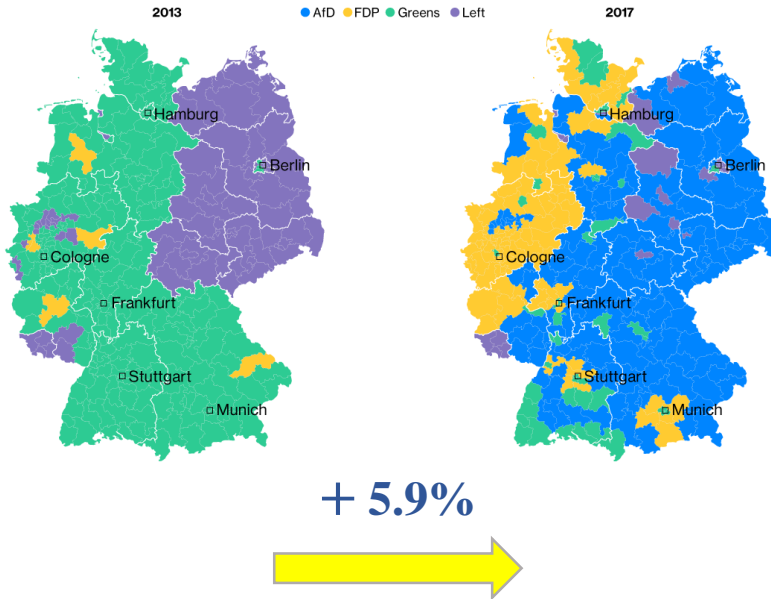 2013
AfD FDP Greens Left
2017
Hamburg
Berlin
Cologne
Frankfurt
Stuttgart
Munich
Hamburg
Berlin
Cologne
Frankfurt
Stuttgart
Munich
+ 5.9%